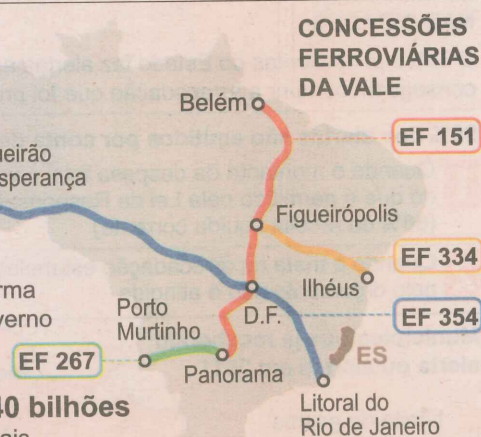 CONCESSÕES
FERROVIÁRIAS
DA VALE
Belém
EF 151
ueirão
sperança
Figueirópolis
EF 334
Ilhéus
rma
verno
Porto
Murtinho
D.F.
EF 354
EF 267
ES
Panorama
40 bilhões
Litoral do
Rio de Janeiro